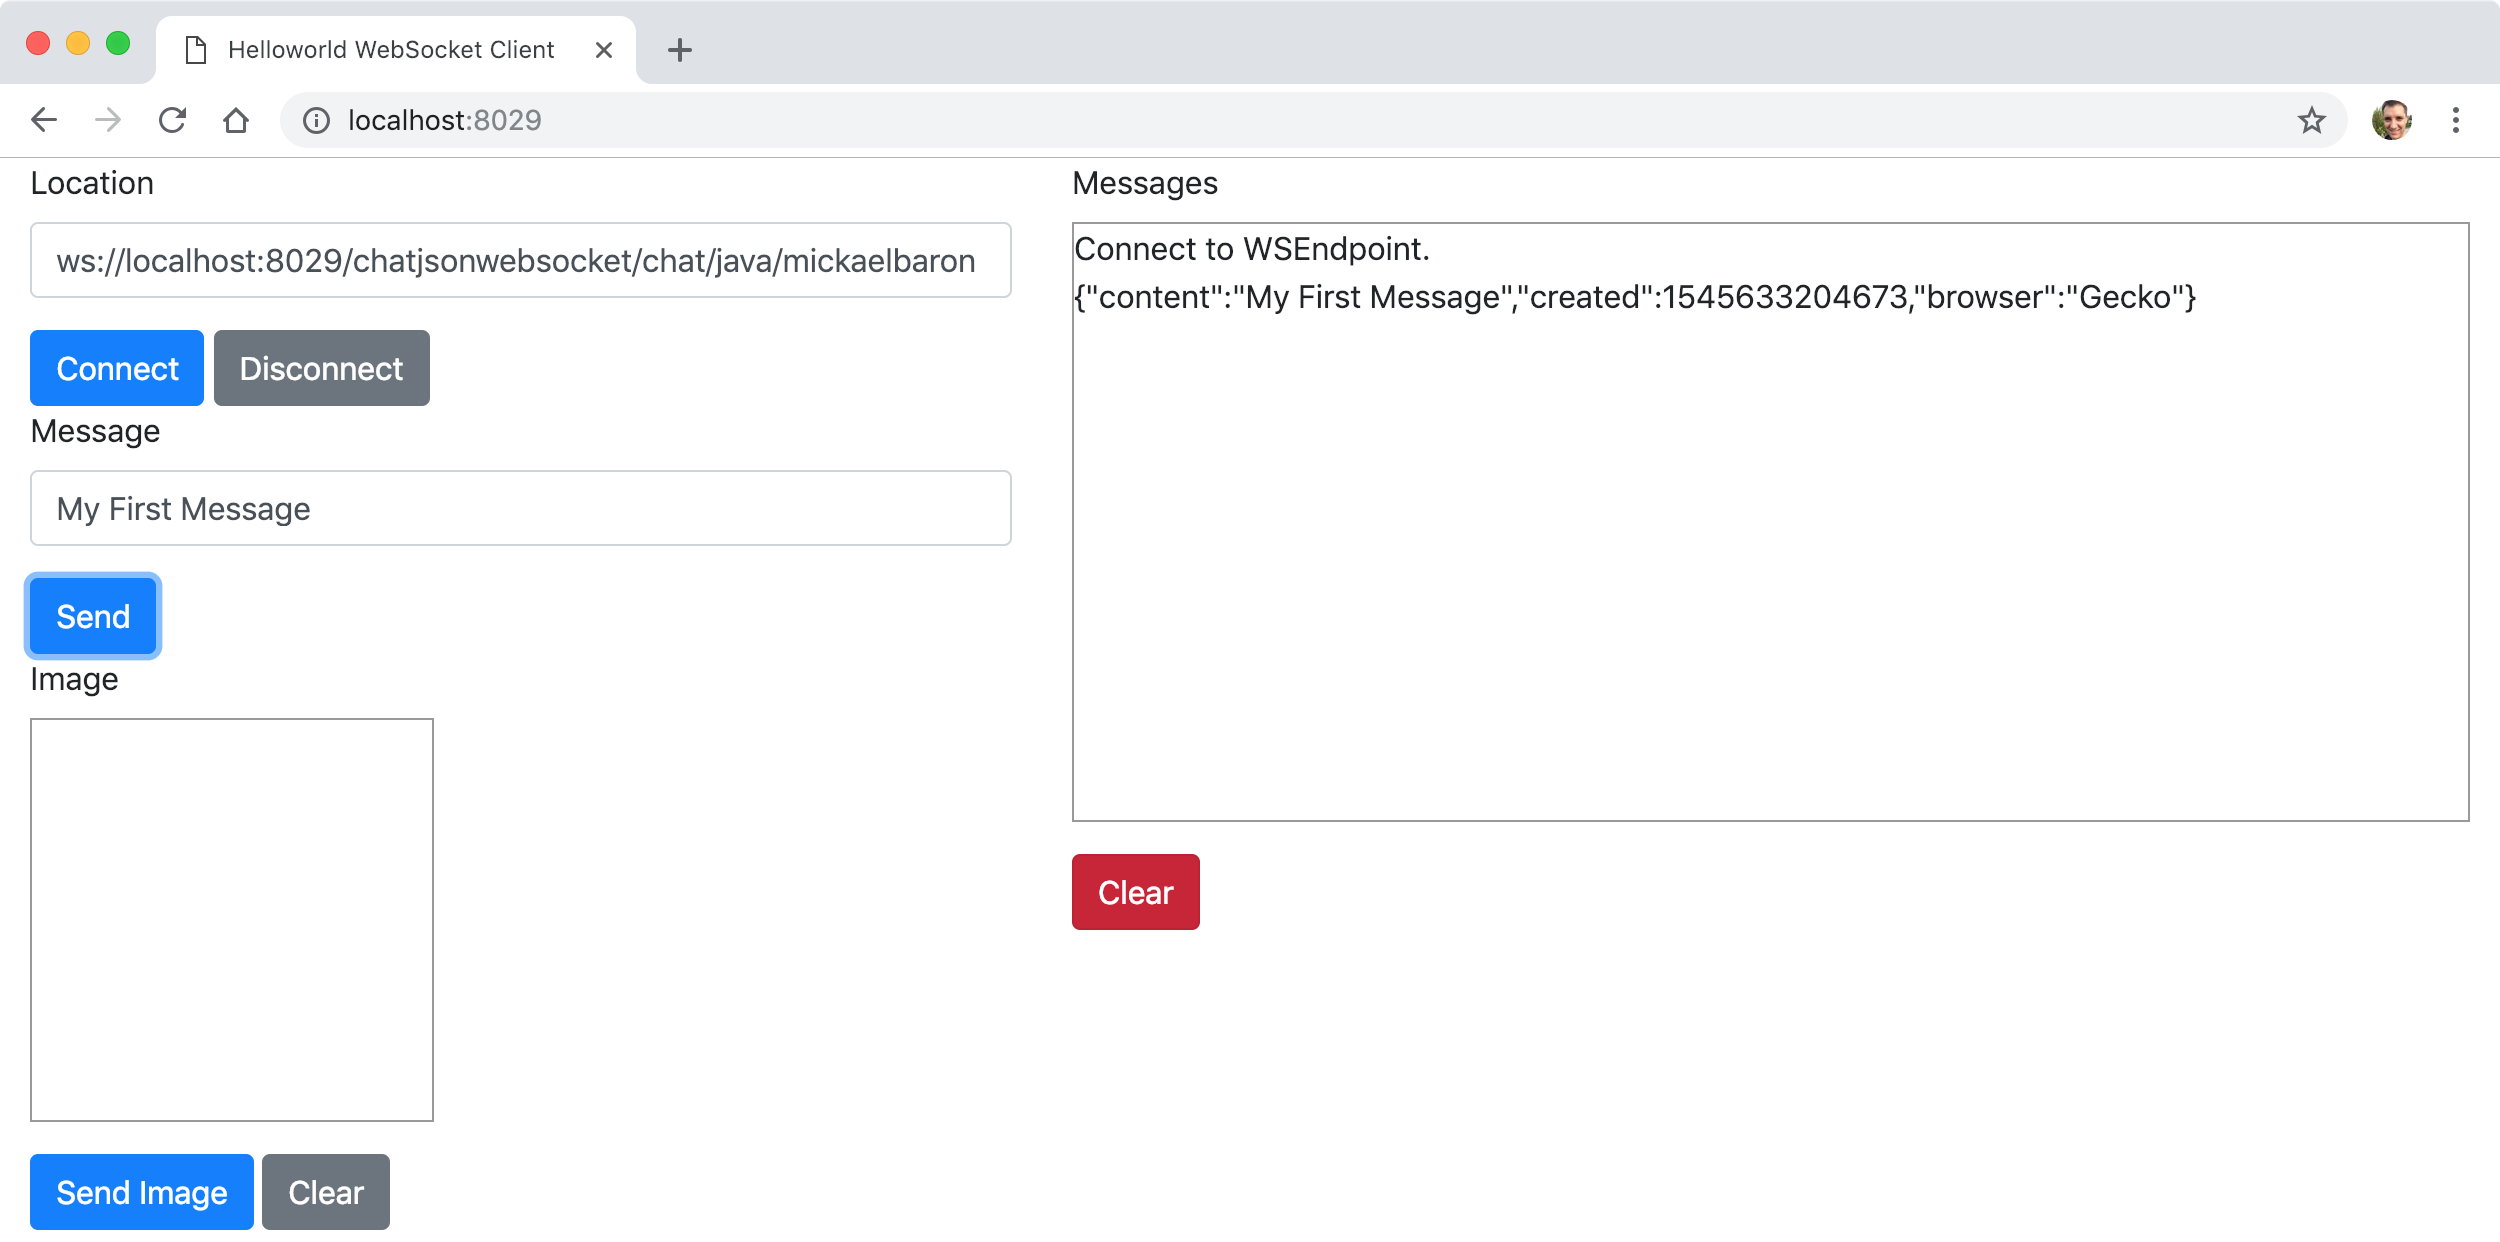 Helloworld WebSocket Client
localhost:8029
Location
ws://localhost:8029/chatjsonwebsocket/chat/java/mickaelbaron
Connect
Disconnect
Message
My First Message
Send
Image
Send Image
Clear
Messages
Connect to WSEndpoint.
{"content":"My First Message","created":1545633204673,"browser":"Gecko"}
Clear